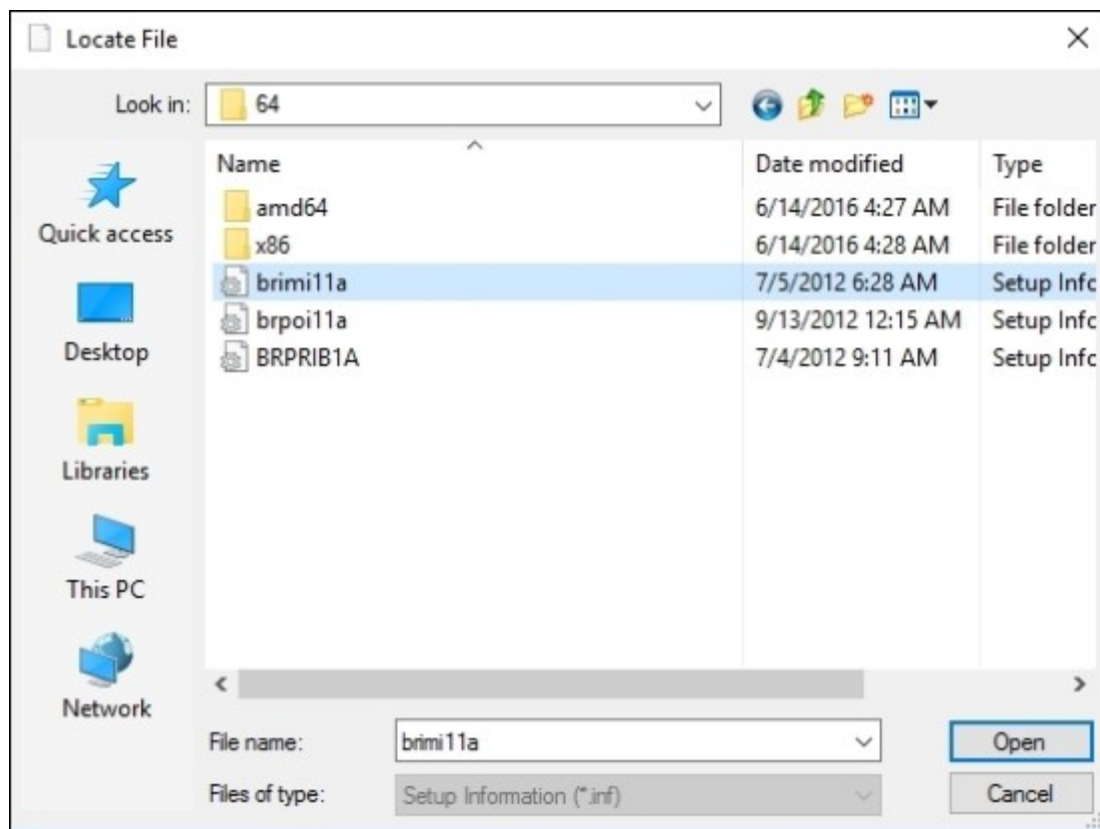 Locate File
Look in: 64
Name Date modified Type
amd64 6/14/2016 4:27 AM File folder
x86 6/14/2016 4:28 AM File folder
brimi11a 7/5/2012 6:28 AM Setup Info
brpoi11a 9/13/2012 12:15 AM Setup Info
BRPRIB1A 7/4/2012 9:11 AM Setup Info
Quick access
Desktop
Libraries
This PC
Network
File name: brimi11a Open
Files of type: Setup Information (*.inf) Cancel